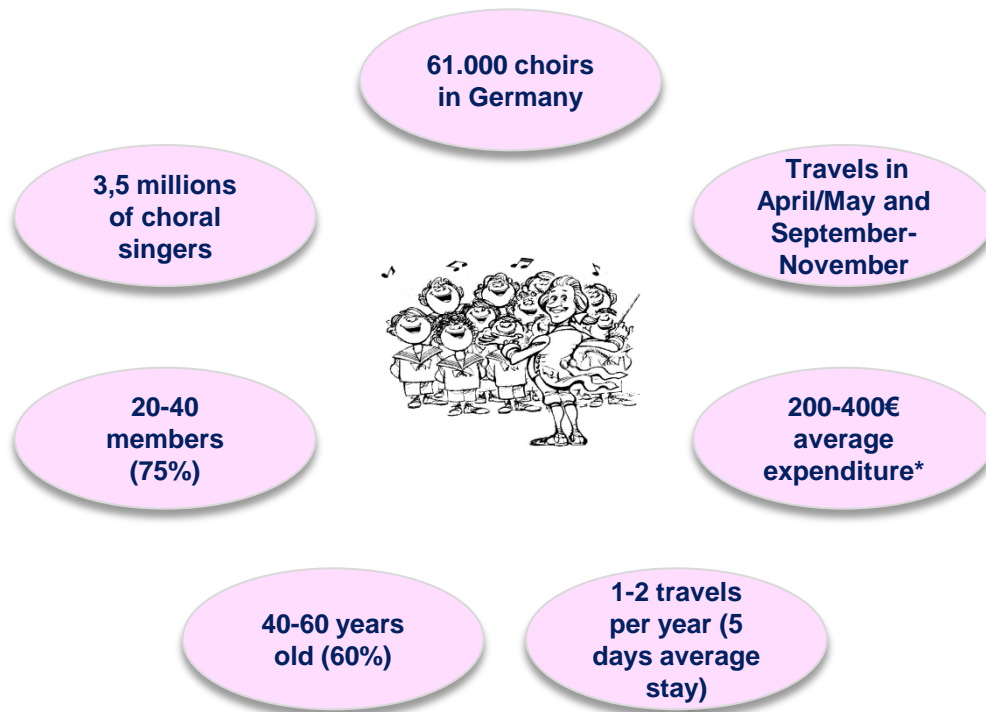 61.000 choirs
in Germany
3,5 millions
of choral
singers
Travels in
April/May and
September-
November
20-40
members
(75%)
200-400€
average
expenditure*
40-60 years
old (60%)
1-2 travels
per year (5
days average
stay)